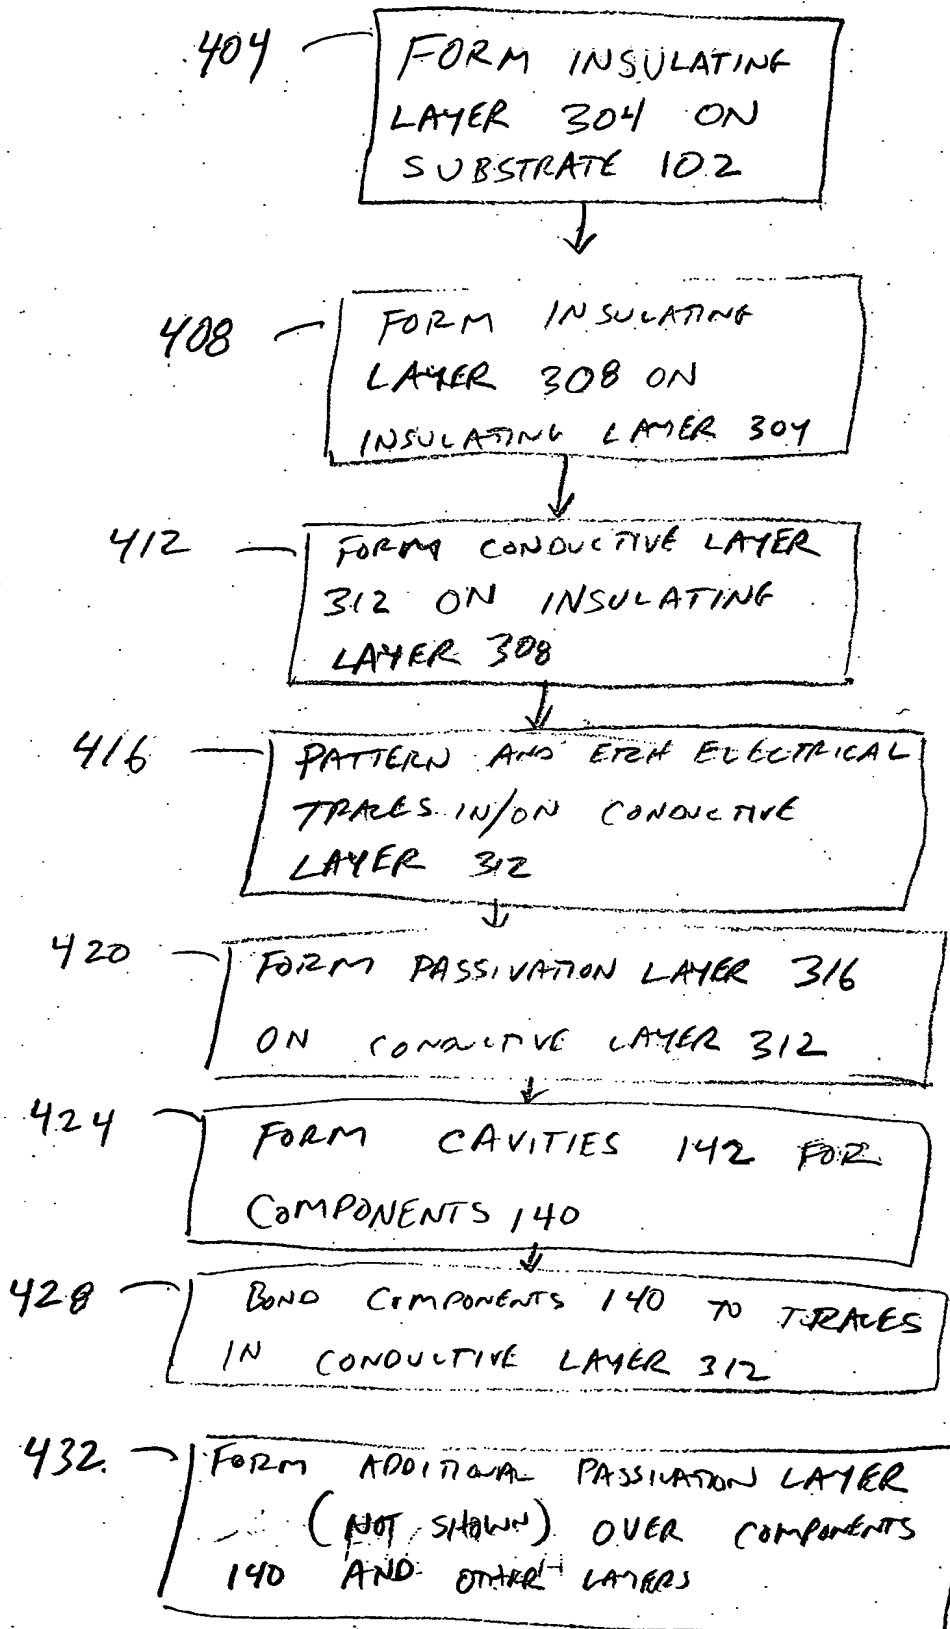 404
FORM INSULATING
LAYER 304 ON
SUBSTRATE 102
408
FORM INSULATING
LAYER 308 ON
INSULATING LAYER 304
412
FORM CONDUCTIVE LAYER
312 ON INSULATING
LAYER 308
416
PATTERN AND ETCH ELECTRICAL
TRACES IN/ON CONDUCTIVE
LAYER 312
420
FORM PASSIVATION LAYER 316
ON CONDUCTIVE LAYER 312
424
FORM CAVITIES 142 FOR
COMPONENTS 140
428
BOND COMPONENTS 140 TO TRACES
IN CONDUCTIVE LAYER 312
432
FORM ADDITIONAL PASSIVATION LAYER
(NOT SHOWN) OVER COMPONENTS
140 AND OTHER LAYERS